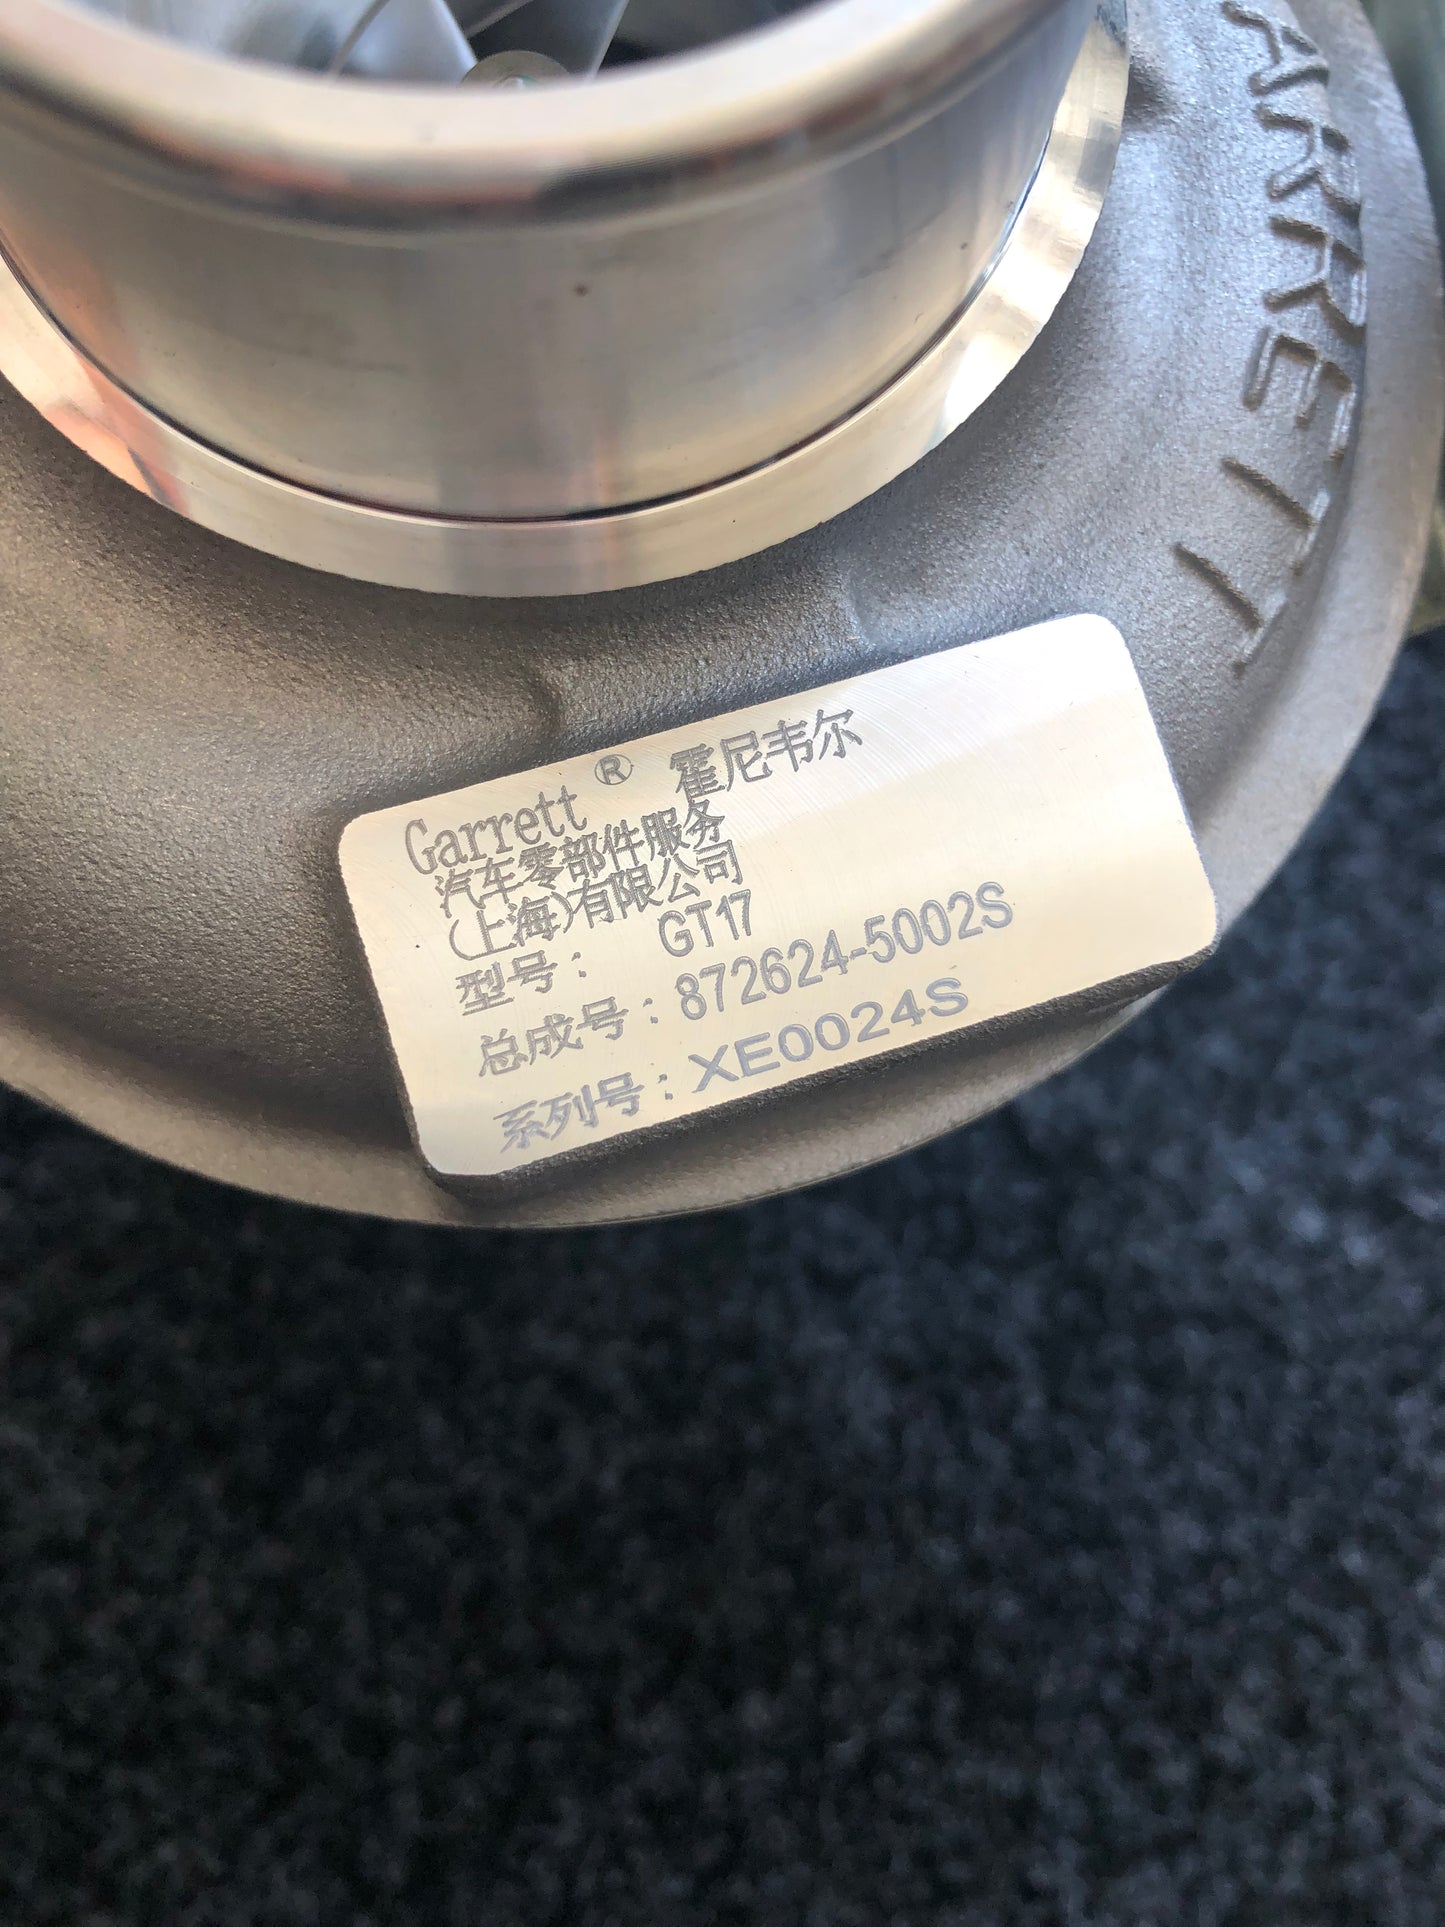 ARRETT
Garrett® 霍尼韦尔
汽车零部件服务
(上海)有限公司
型号： GT17
总成号：872624-5002S
系列号：XE0024S